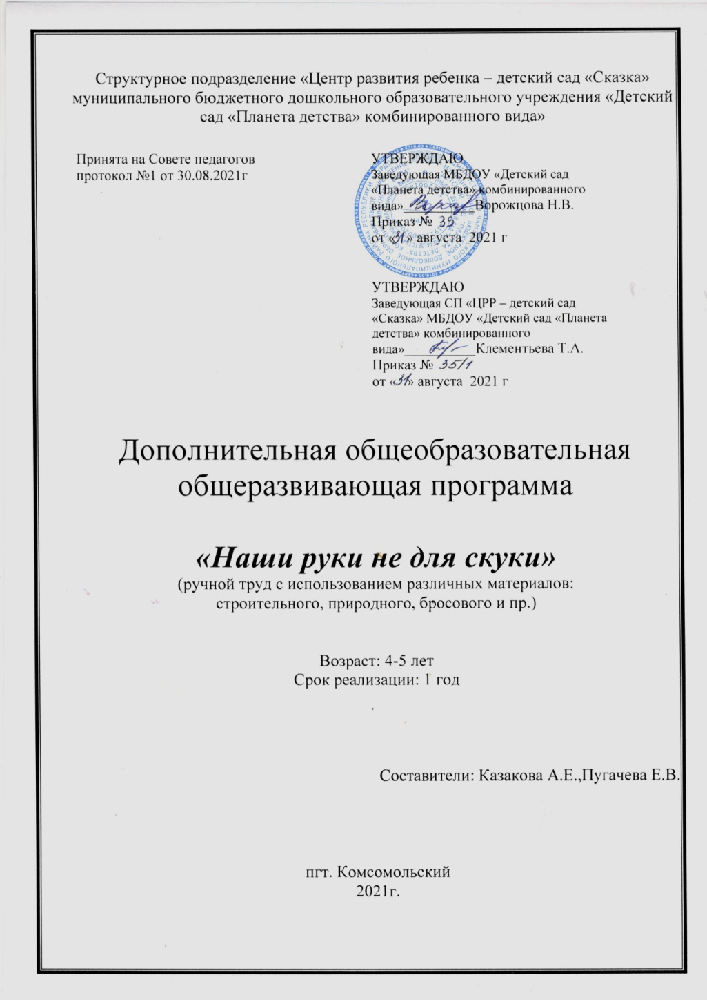 Структурное подразделение «Центр развития ребенка – детский сад «Сказка»
муниципального бюджетного дошкольного образовательного учреждения «Детский
сад «Планета детства» комбинированного вида»
Принята на Совете педагогов
протокол №1 от 30.08.2021г
УТВЕРЖДАЮ
Заведующая МБДОУ «Детский сад
«Планета детства» комбинированного
вида»___________Ворожцова Н.В.
Приказ № 39
от «31» августа 2021 г
УТВЕРЖДАЮ
Заведующая СП «ЦРР – детский сад
«Сказка» МБДОУ «Детский сад «Планета
детства» комбинированного
вида»___________Клементьева Т.А.
Приказ № 35/1
от «31» августа 2021 г
Дополнительная общеобразовательная
общеразвивающая программа
«Наши руки не для скуки»
(ручной труд с использованием различных материалов:
строительного, природного, бросового и пр.)
Возраст: 4-5 лет
Срок реализации: 1 год
Составители: Казакова А.Е.,Пугачева Е.В.
пгт. Комсомольский
2021г.